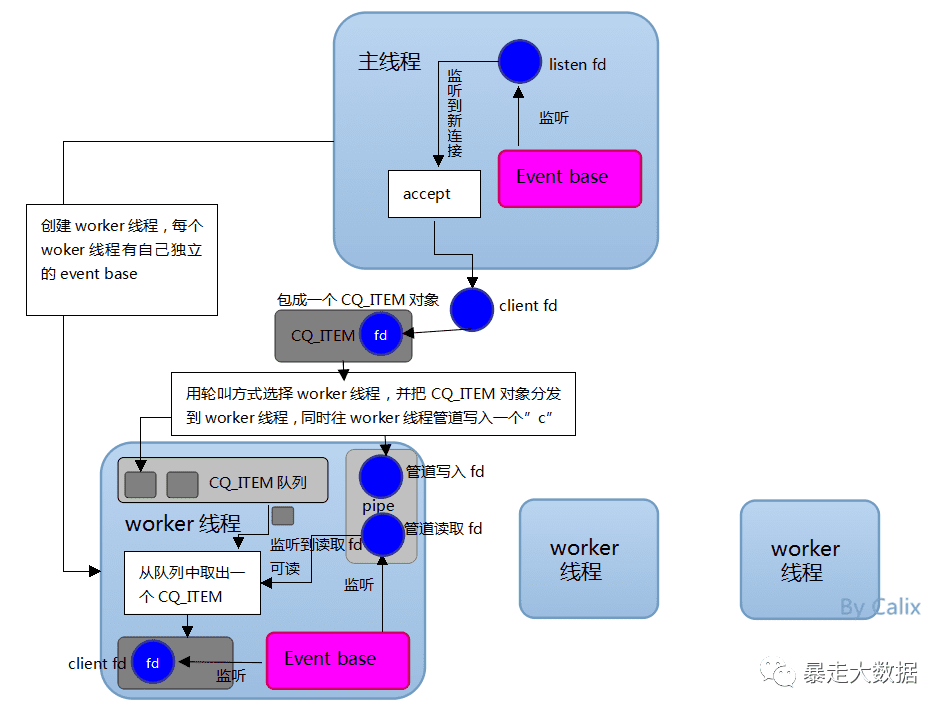 主线程
listen fd
监听到新连接
监听
Event base
accept
创建 worker 线程，每个
woker 线程有自己独立
的 event base
client fd
包成一个 CQ_ITEM 对象
CQ_ITEM
fd
用轮叫方式选择 worker 线程，并把 CQ_ITEM 对象分发
到 worker 线程，同时往 worker 线程管道写入一个”c”
CQ_ITEM 队列
管道写入 fd
pipe
管道读取 fd
worker 线程
监听到读取 fd
可读
从队列中取出一
个 CQ_ITEM
监听
client fd
fd
监听
Event base
worker
线程
worker
线程
By Calix
暴走大数据